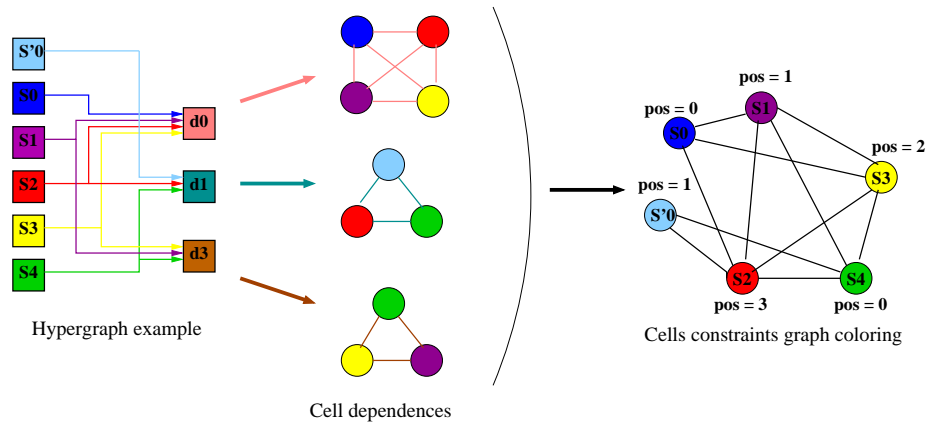 S'0
S0
S1
S2
S3
S4
d0
d1
d3
Hypergraph example
Cell dependences
pos = 1
S1
pos = 0
S0
pos = 2
S3
pos = 1
S'0
S2
pos = 3
S4
pos = 0
Cells constraints graph coloring